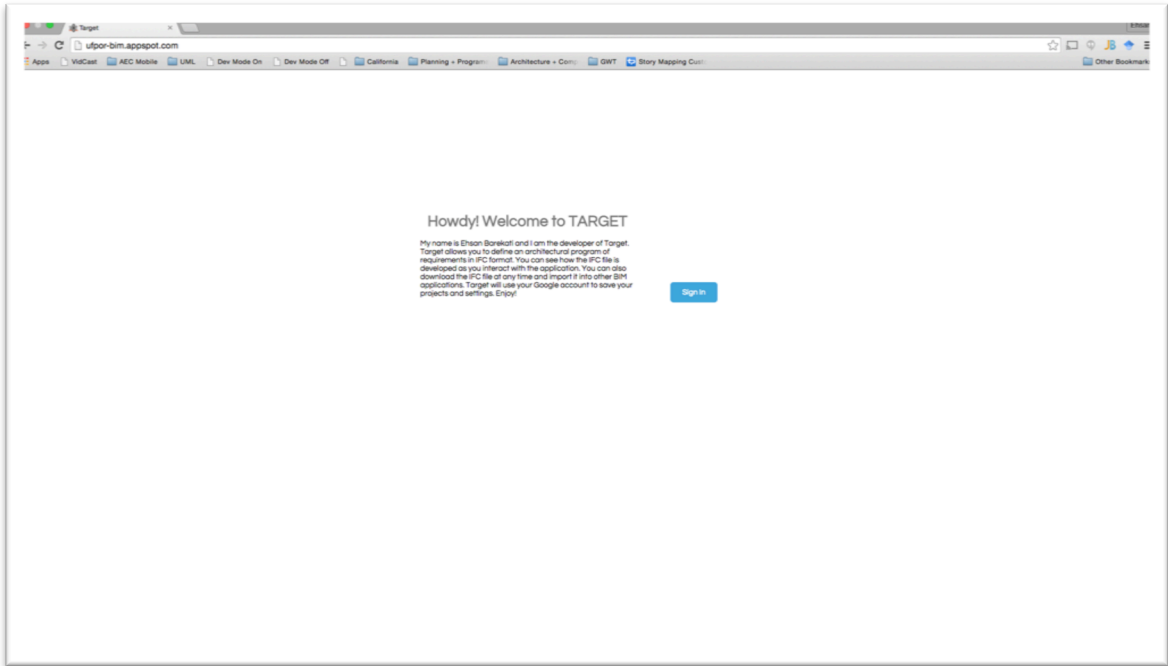 Target
ufpor-bim.appspot.com
JB
Apps VidCast AEC Mobile UML Dev Mode On Dev Mode Off California Planning + Program Architecture + Comp GWT Story Mapping Cust Other Bookmark
Howdy! Welcome to TARGET
My name is Ehsan Barekati and I am the developer of Target.
Target allows you to define an architectural program of
requirements in IFC format. You can see how the IFC file is
developed as you interact with the application. You can also
download the IFC file at any time and import it into other BIM
applications. Target will use your Google account to save your
projects and settings. Enjoy!
Sign In